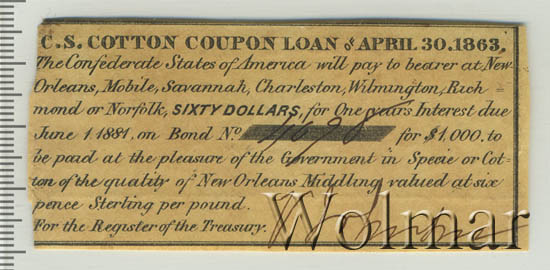 C.S. COTTON COUPON LOAN of APRIL 30. 1863.
The Confederate States of America will pay to bearer at New
Orleans, Mobile, Savannah, Charleston, Wilmington, Rich
mond or Norfolk, SIXTY DOLLARS, for One years Interest due
June 1 1881, on Bond No. 4698 for $1,000, to
be paid at the pleasure of the Government in Specie or Cot-
ton of the quality of New Orleans Middling valued at six
pence Sterling per pound.
For the Register of the Treasury.
Wolmar